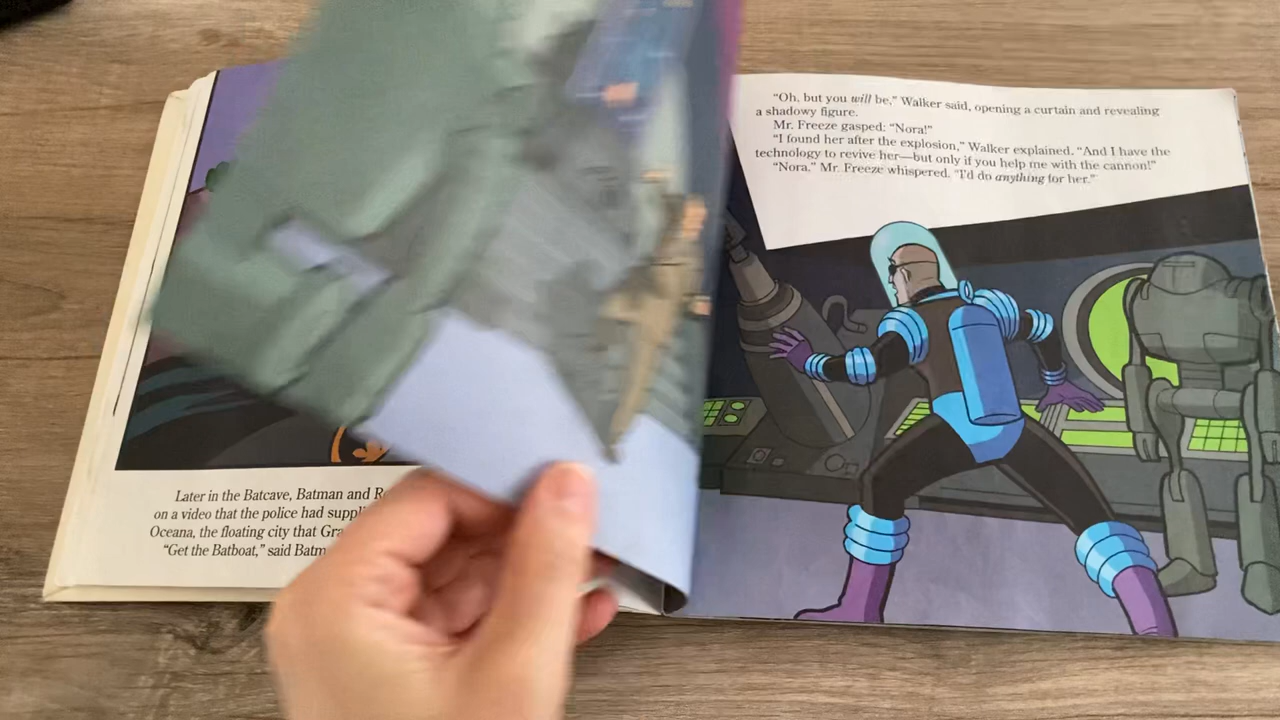 Later in the Batcave, Batman and
on a video that the police had
Oceana, the floating city that
"Get the Batboat," said
"Oh, but you will be," Walker said, opening a curtain and revealing
a shadowy figure.
Mr. Freeze gasped: "Nora!"
"I found her after the explosion," Walker explained. "And I have the
technology to revive her—but only if you help me with the cannon!"
"Nora," Mr. Freeze whispered. "I'd do anything for her."